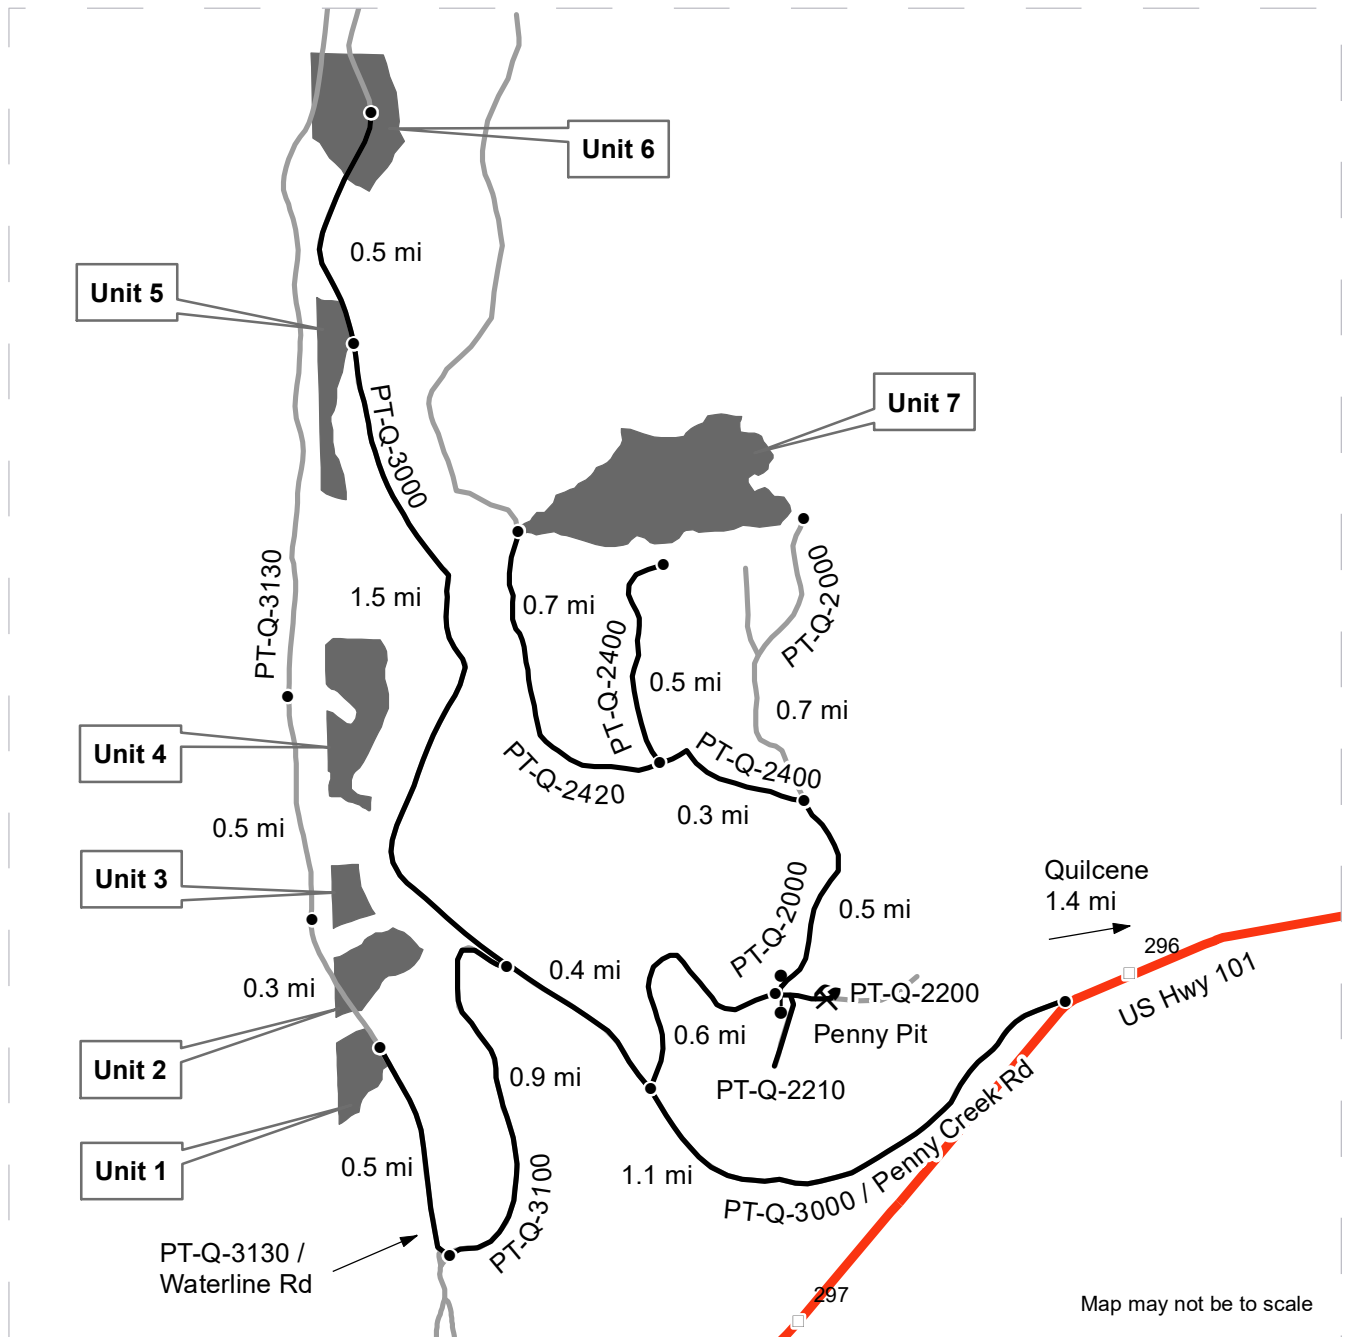 Unit 6
0.5 mi
Unit 5
PT-Q-3000
Unit 7
PT-Q-3130
1.5 mi
0.7 mi
PT-Q-2400
0.5 mi
PT-Q-2000
0.7 mi
Unit 4
PT-Q-2420
PT-Q-2400
0.3 mi
0.5 mi
Unit 3
PT-Q-2000
0.5 mi
Quilcene
1.4 mi
296
US Hwy 101
0.3 mi
0.4 mi
PT-Q-2200
Penny Pit
0.6 mi
Unit 2
0.9 mi
PT-Q-2210
Unit 1
0.5 mi
1.1 mi
PT-Q-3100
PT-Q-3000 / Penny Creek Rd
PT-Q-3130 /
Waterline Rd
297
Map may not be to scale